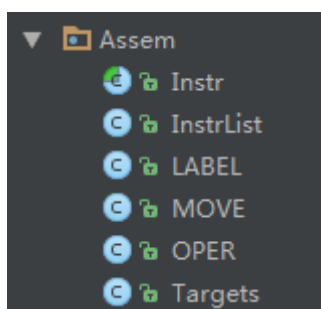 Assem
Instr
InstrList
LABEL
MOVE
OPER
Targets